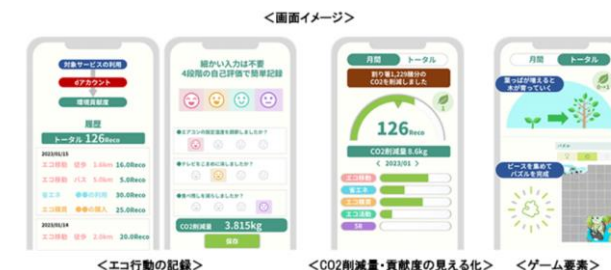 ＜画面イメージ＞
対象サービスの利用
dアカウント
環境貢献度
履歴
トータル 126Reco
2023/01/15
エコ移動 徒歩 1.6km 16.0Reco
エコ移動 バス 5.0km 5.0Reco
省エネ ●●の利用 30.0Reco
エコ購買 ●●の購入 25.0Reco
2023/01/14
エコ移動 徒歩 2.0km 20.0Reco
細かい入力は不要
4段階の自己評価で簡単記録
●エアコンの設定温度を調節しましたか？
●テレビをこまめに消しましたか？
●食べ残しを減らしましたか？
CO2削減量 3.815kg
保存
月間 トータル
割り箸1,229膳分の
CO2を削減しました
1
126Reco
CO2削減量 8.6kg
＜ 2023/01 ＞
エコ移動
省エネ
エコ購買
エコ活動
5R
月間 トータル
葉っぱが増えると
木が育っていく
パズル
ピースを集めて
パズルを完成
＜エコ行動の記録＞
＜CO2削減量・貢献度の見える化＞
＜ゲーム要素＞